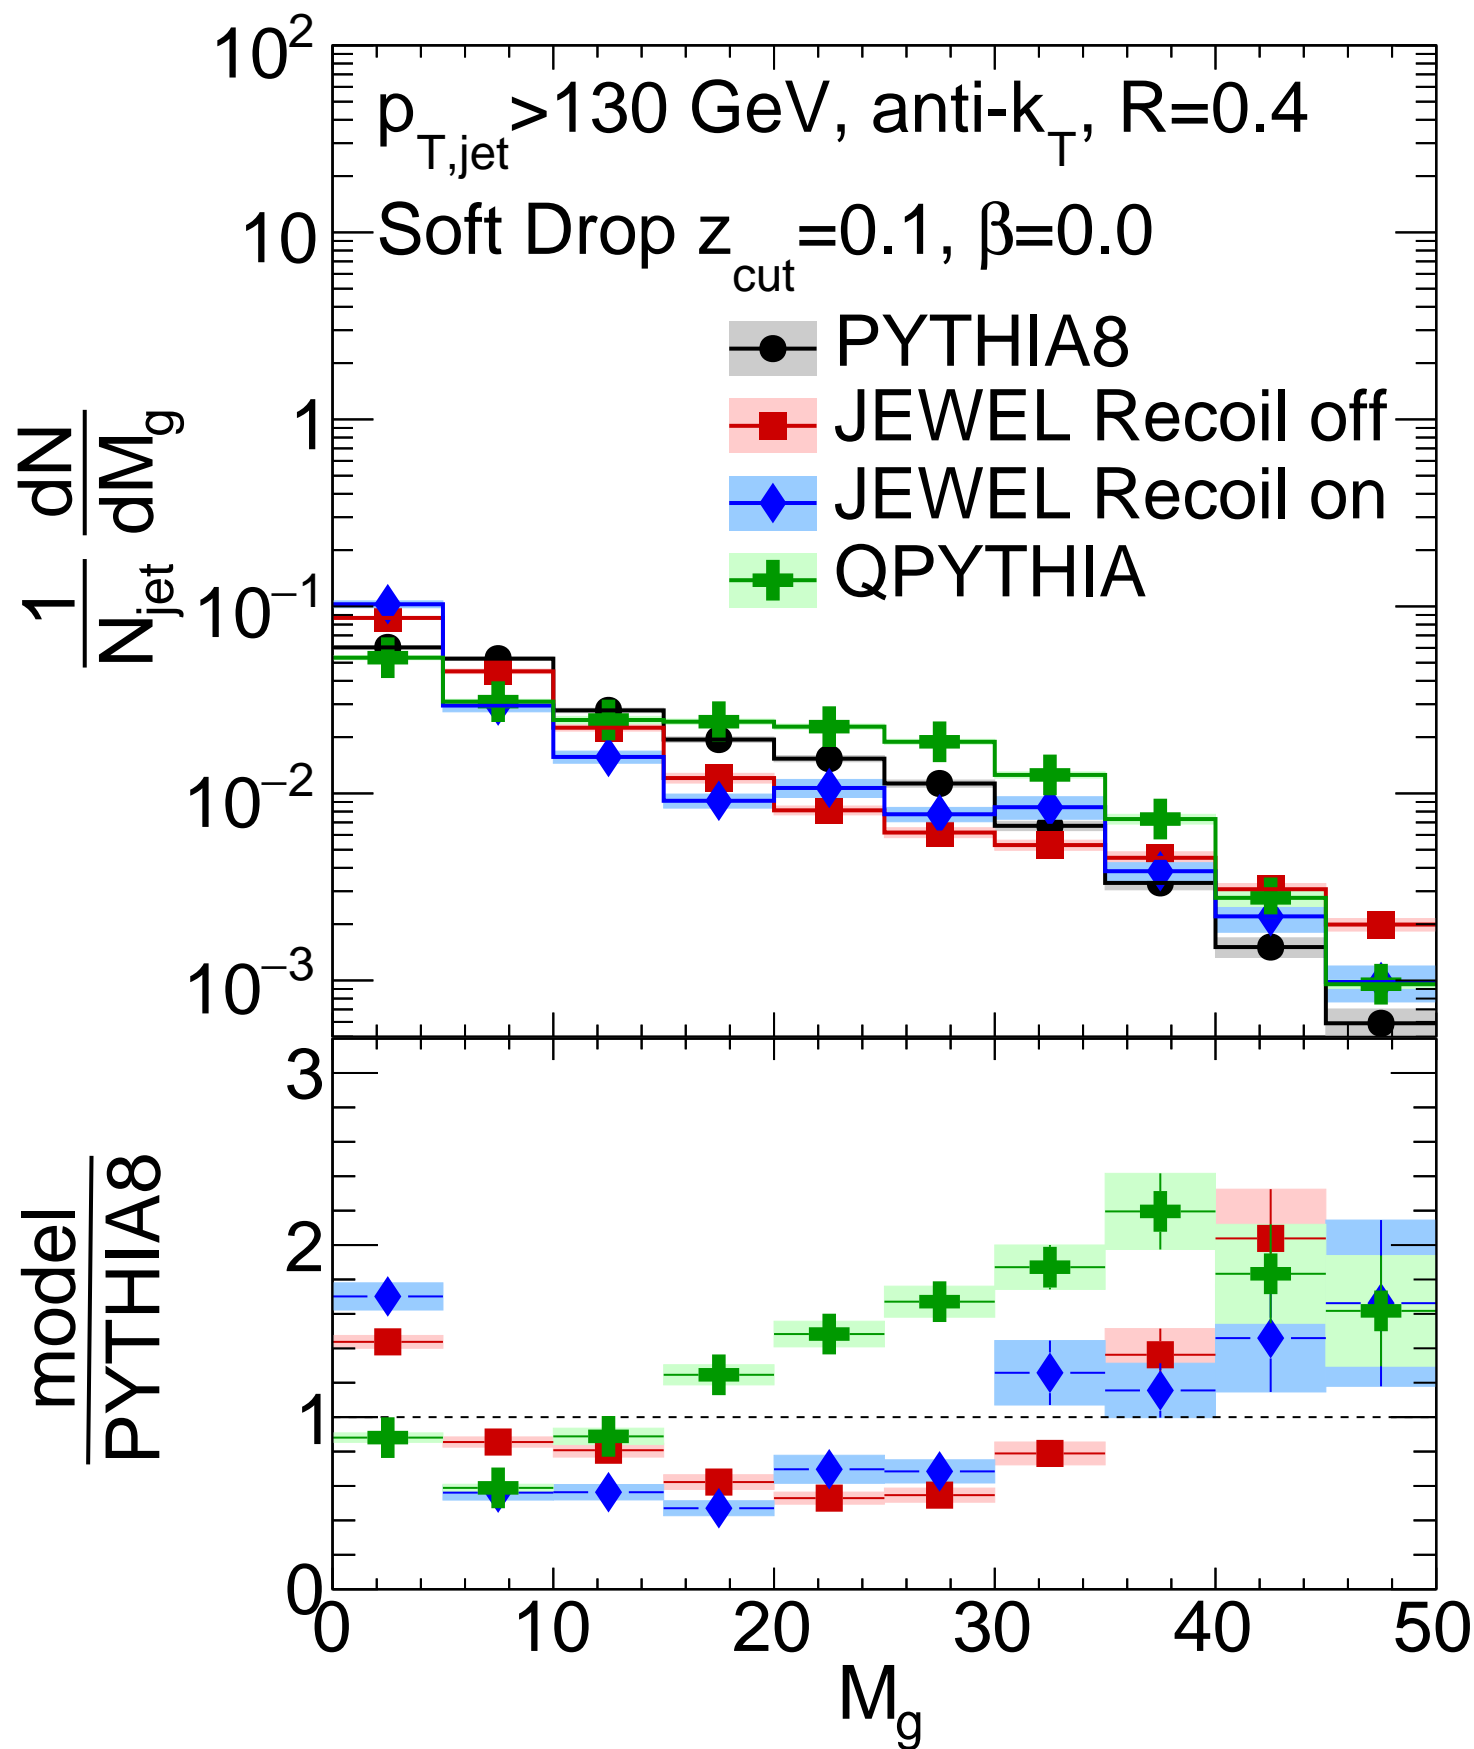 10²
p_T,jet >130 GeV, anti-k_T, R=0.4
10
Soft Drop z_cut=0.1, β=0.0
PYTHIA8
1
JEWEL Recoil off
JEWEL Recoil on
QPYTHIA
1/N_jet dN/dM_g
10⁻¹
10⁻²
10⁻³
3
2
1
0
model
PYTHIA8
0 10 20 30 40 50
M_g